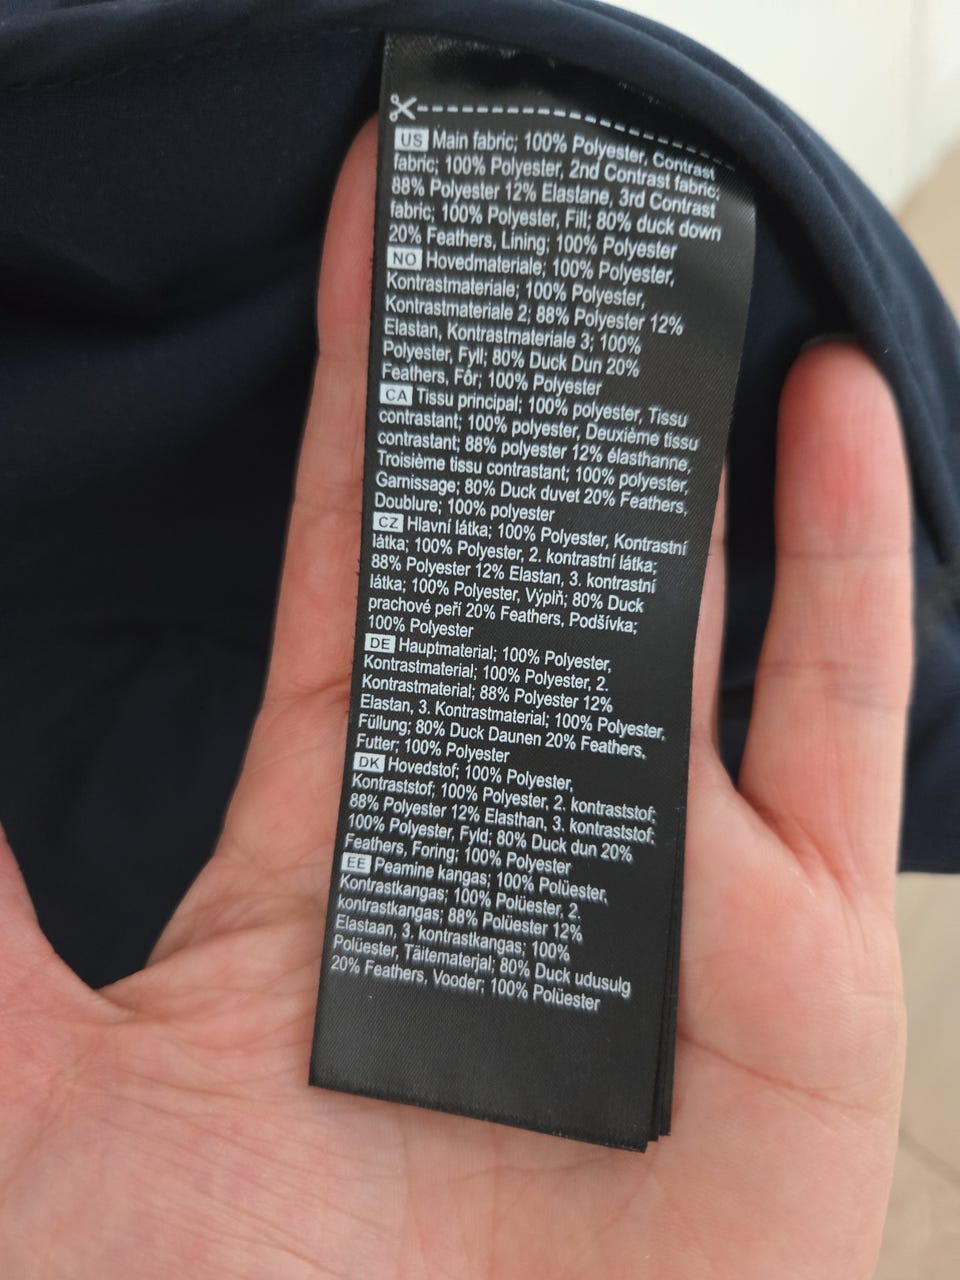 US Main fabric; 100% Polyester, Contrast
fabric; 100% Polyester, 2nd Contrast fabric;
88% Polyester 12% Elastane, 3rd Contrast
fabric; 100% Polyester, Fill; 80% duck down
20% Feathers, Lining; 100% Polyester
NO Hovedmateriale; 100% Polyester,
Kontrastmateriale; 100% Polyester,
Kontrastmateriale 2; 88% Polyester 12%
Elastan, Kontrastmateriale 3; 100%
Polyester, Fyll; 80% Duck Dun 20%
Feathers, Fôr; 100% Polyester
CA Tissu principal; 100% polyester, Tissu
contrastant; 100% polyester, Deuxième tissu
contrastant; 88% polyester 12% élasthanne,
Troisième tissu contrastant; 100% polyester,
Garnissage; 80% Duck duvet 20% Feathers,
Doublure; 100% polyester
CZ Hlavní látka; 100% Polyester, Kontrastní
látka; 100% Polyester, 2. kontrastní látka;
88% Polyester 12% Elastan, 3. kontrastní
látka; 100% Polyester, Výplň; 80% Duck
prachové peří 20% Feathers, Podšívka;
100% Polyester
DE Hauptmaterial; 100% Polyester,
Kontrastmaterial; 100% Polyester, 2.
Kontrastmaterial; 88% Polyester 12%
Elastan, 3. Kontrastmaterial; 100% Polyester,
Füllung; 80% Duck Daunen 20% Feathers,
Futter; 100% Polyester
DK Hovedstof; 100% Polyester,
Kontraststof; 100% Polyester, 2. kontraststof;
88% Polyester 12% Elasthan, 3. kontraststof;
100% Polyester, Fyld; 80% Duck dun 20%
Feathers, Foring; 100% Polyester
EE Peamine kangas; 100% Polüester,
Kontrastkangas; 100% Polüester, 2.
kontrastkangas; 88% Polüester 12%
Elastaan, 3. kontrastkangas; 100%
Polüester, Täitematerjal; 80% Duck udusulg
20% Feathers, Vooder; 100% Polüester